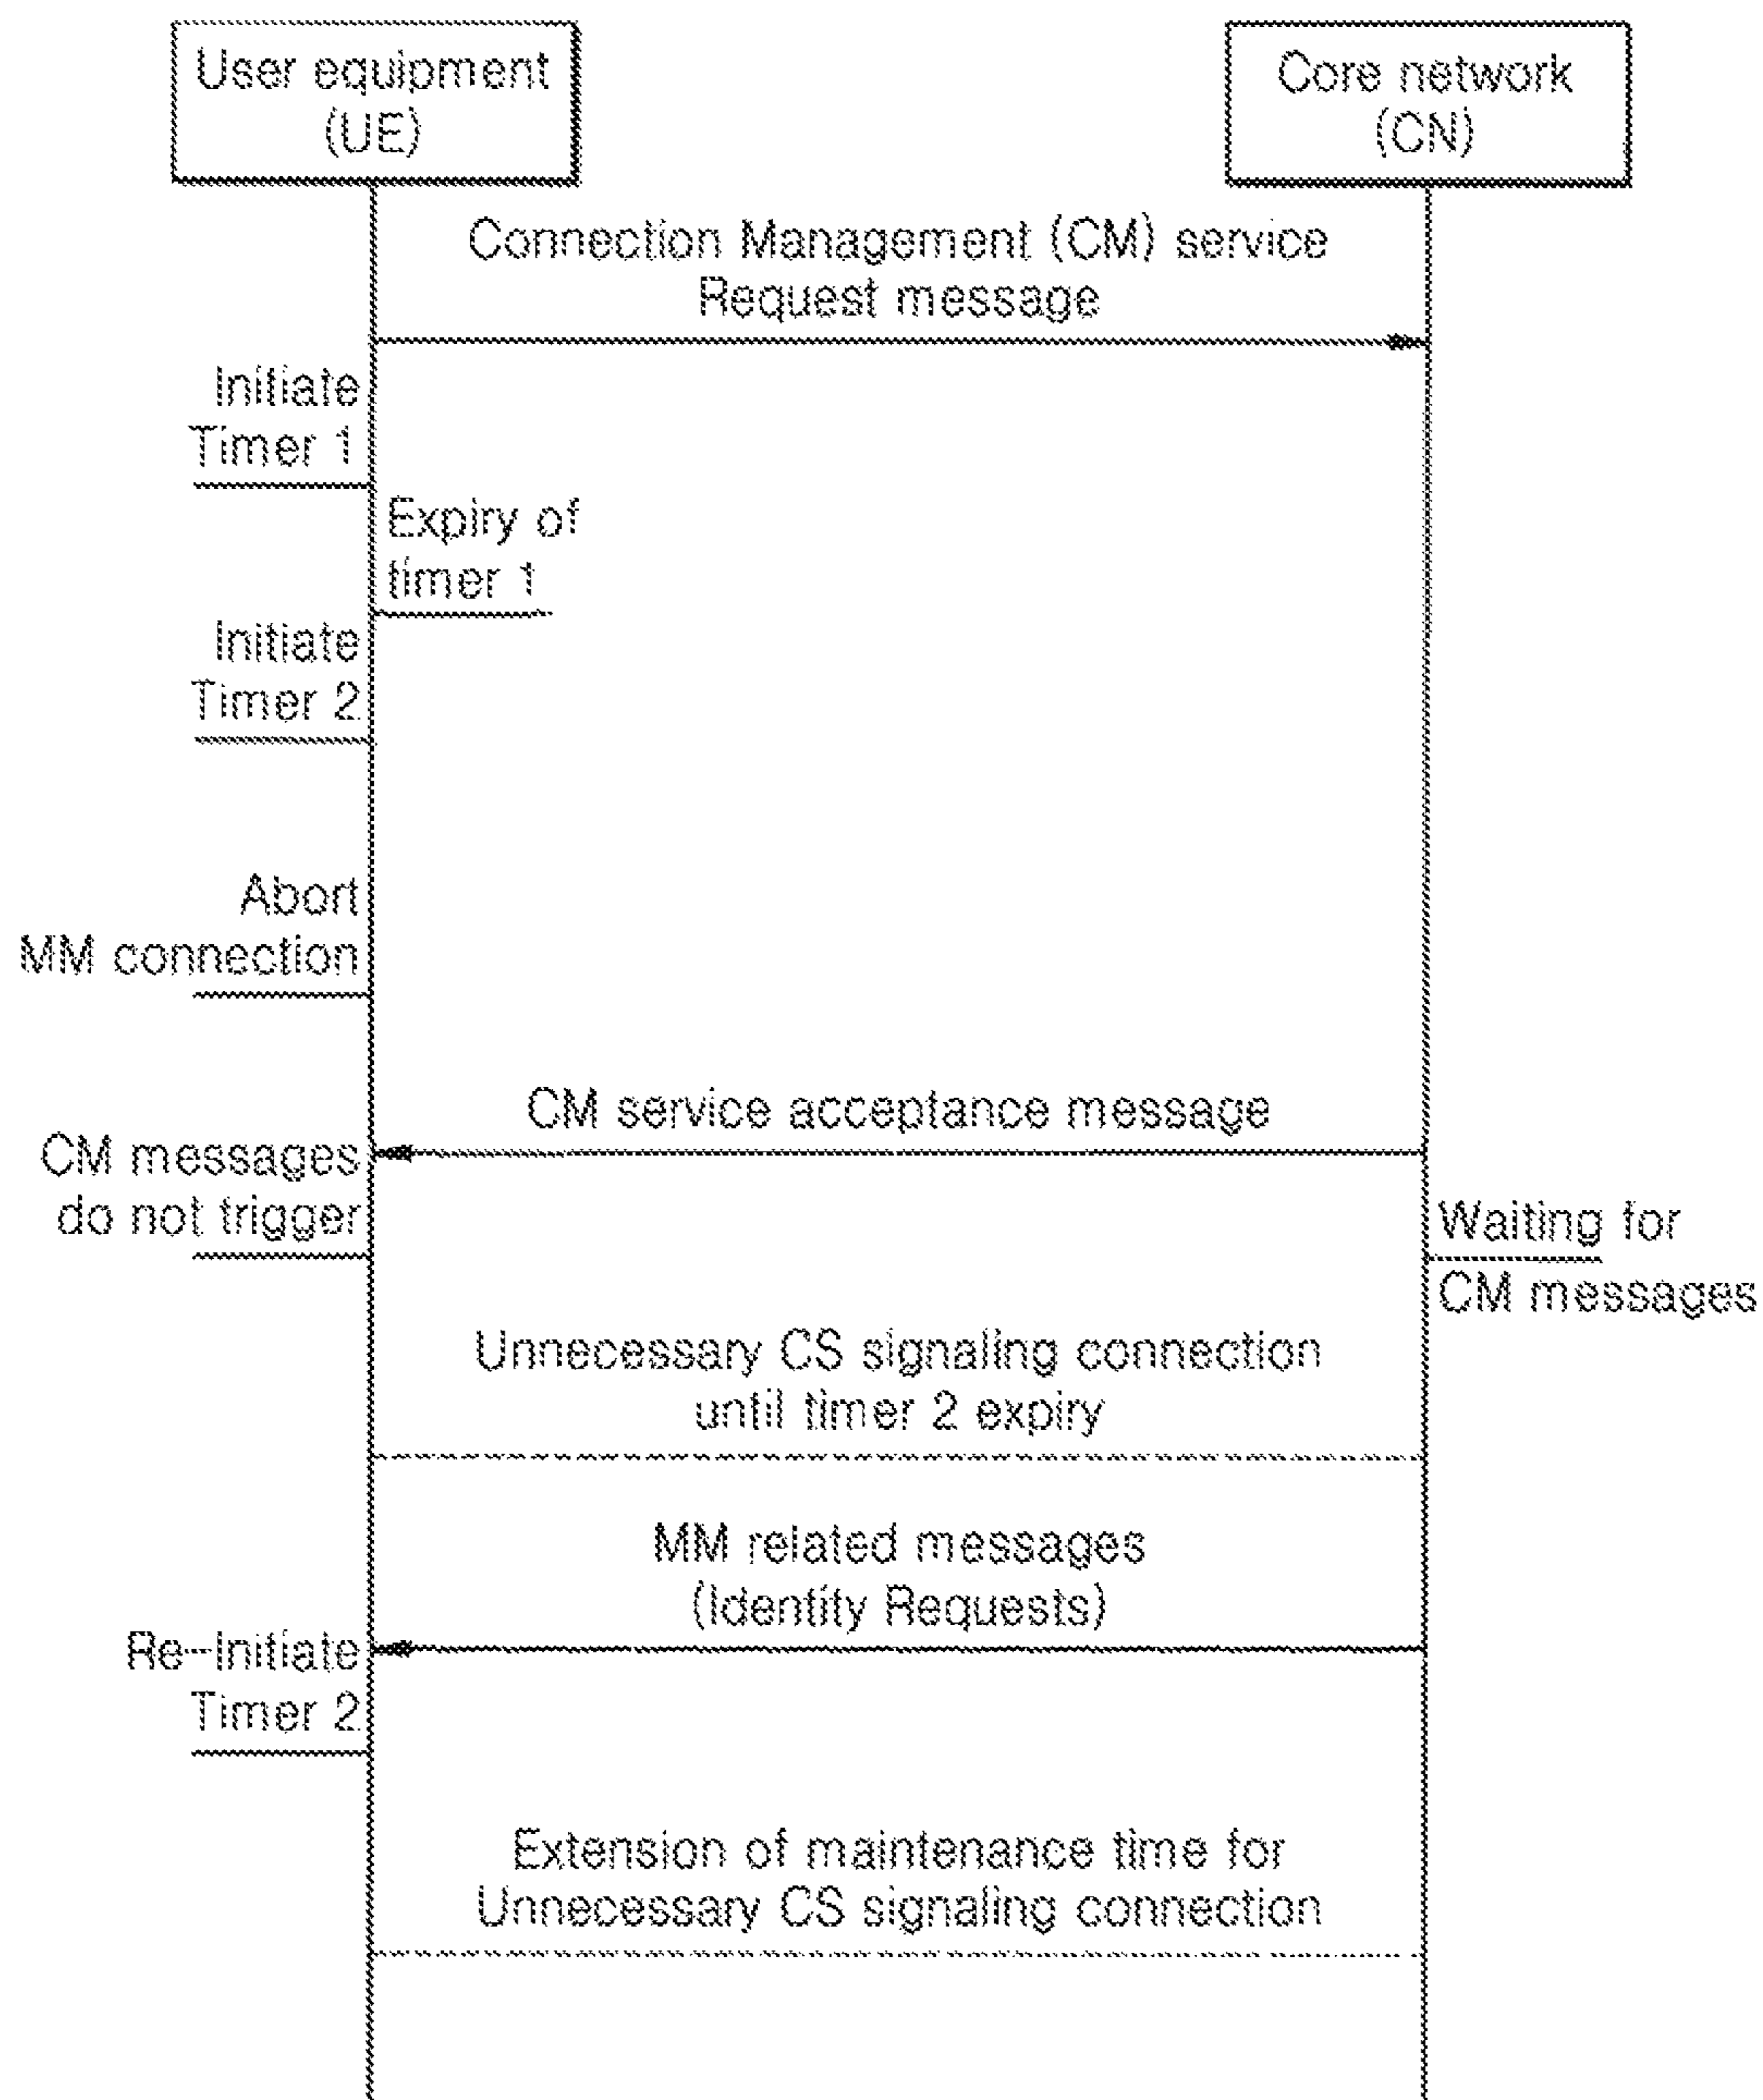 User equipment
(UE)
Core network
(CN)
Connection Management (CM) service
Request message
Initiate
Timer 1
Expiry of
timer 1
Initiate
Timer 2
Abort
MM connection
CM service acceptance message
CM messages
do not trigger
Waiting for
CM messages
Unnecessary CS signaling connection
until timer 2 expiry
MM related messages
(Identity Requests)
Re-Initiate
Timer 2
Extension of maintenance time for
Unnecessary CS signaling connection